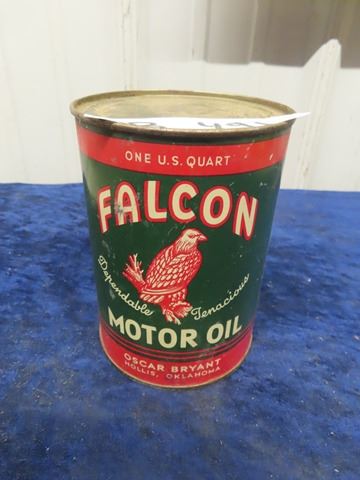 ONE U.S. QUART
FALCON
Dependable Tenacious
MOTOR OIL
OSCAR BRYANT
HOLLIS, OKLAHOMA